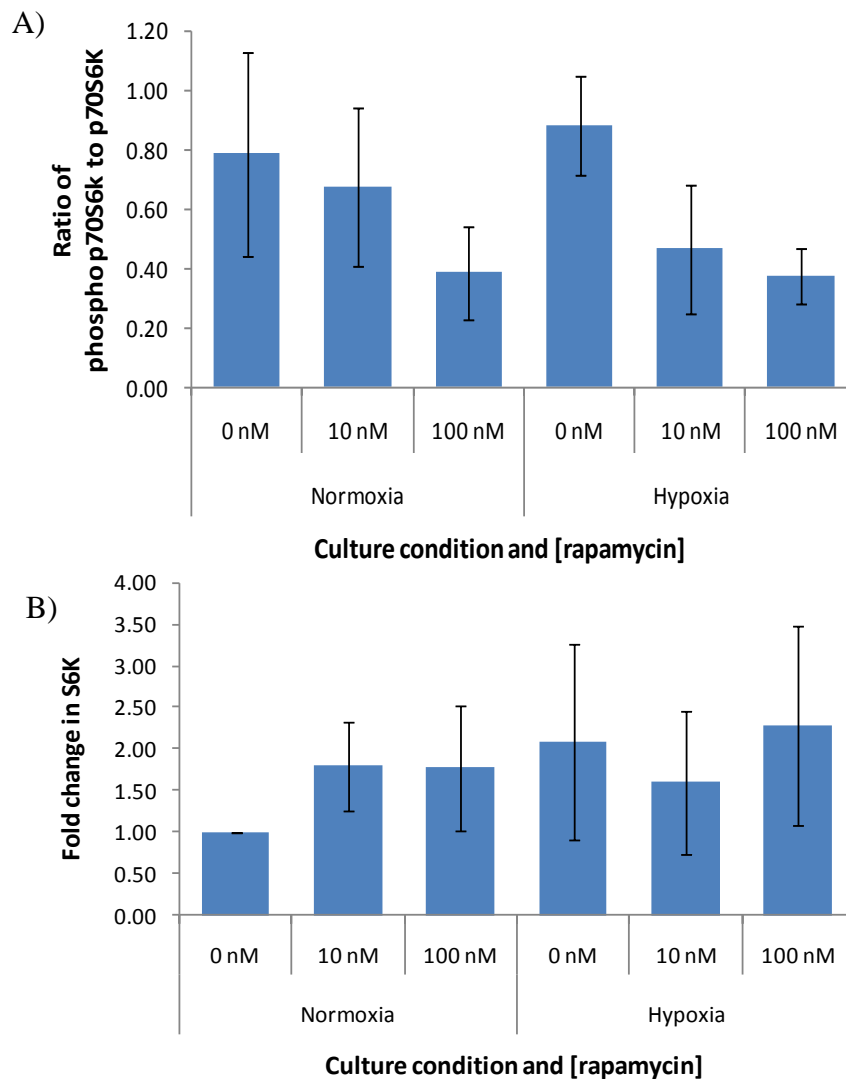 A)
Ratio of
phosphop70S6k to p70S6K
1.20
1.00
0.80
0.60
0.40
0.20
0.00
0 nM 10 nM 100 nM 0 nM 10 nM 100 nM
Normoxia Hypoxia
Culture condition and [rapamycin]
B)
Fold change in S6K
4.00
3.50
3.00
2.50
2.00
1.50
1.00
0.50
0.00
0 nM 10 nM 100 nM 0 nM 10 nM 100 nM
Normoxia Hypoxia
Culture condition and [rapamycin]